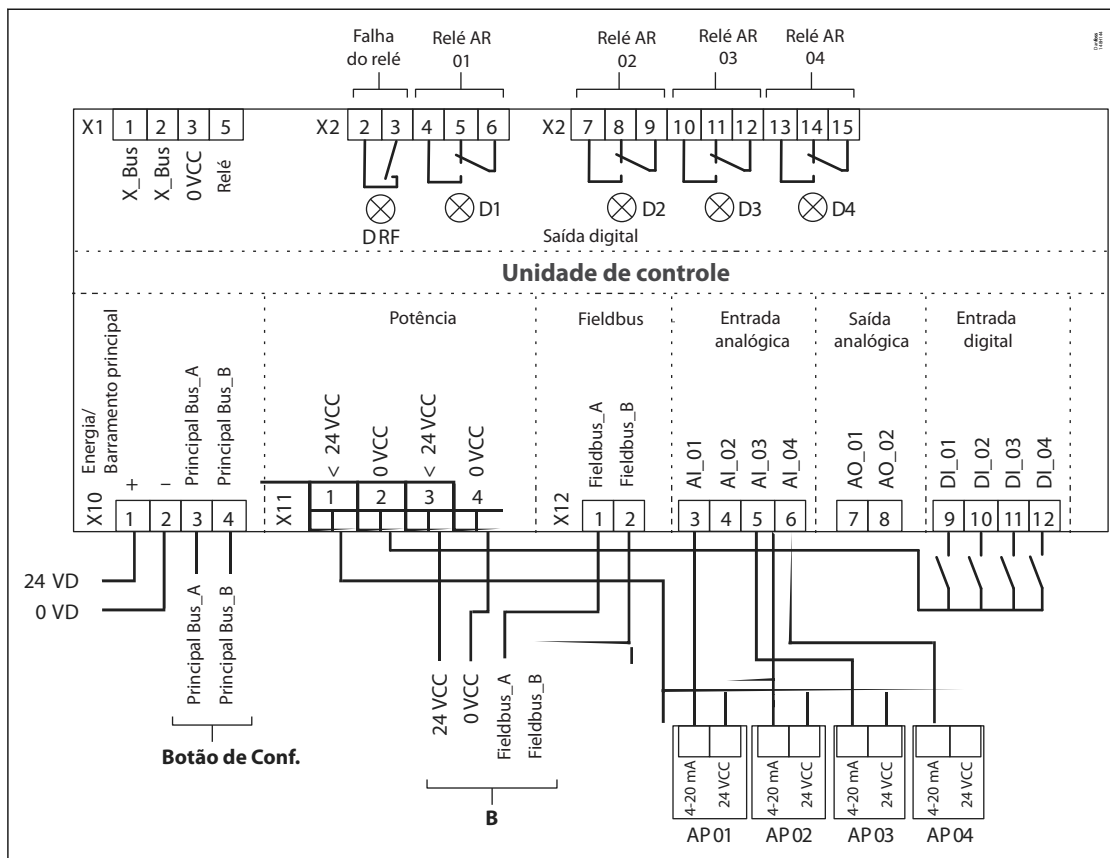 Falha
do relé
Relé AR
01
Relé AR
02
Relé AR
03
Relé AR
04
X1 1 2 3 5
X2 2 3 4 5 6
X2 7 8 9 10 11 12 13 14 15
X_Bus
X_Bus
0 VCC
Relé
DRF
D1
D2
D3
D4
Saída digital
Unidade de controle
Energia/
Barramento principal
+
–
Principal Bus_A
Principal Bus_B
Potência
< 24 VCC
0 VCC
< 24 VCC
0 VCC
Fieldbus
Fieldbus_A
Fieldbus_B
Entrada
analógica
AI_01
AI_02
AI_03
AI_04
Saída
analógica
AO_01
AO_02
Entrada
digital
DI_01
DI_02
DI_03
DI_04
X10 1 2 3 4
X11 1 2 3 4
X12 1 2 3 4 5 6 7 8 9 10 11 12
24 VD
0 VD
Principal Bus_A
Principal Bus_B
Botão de Conf.
24 VCC
0 VCC
Fieldbus_A
Fieldbus_B
B
4-20 mA
24 VCC
AP 01
4-20 mA
24 VCC
AP 02
4-20 mA
24 VCC
AP 03
4-20 mA
24 VCC
AP 04